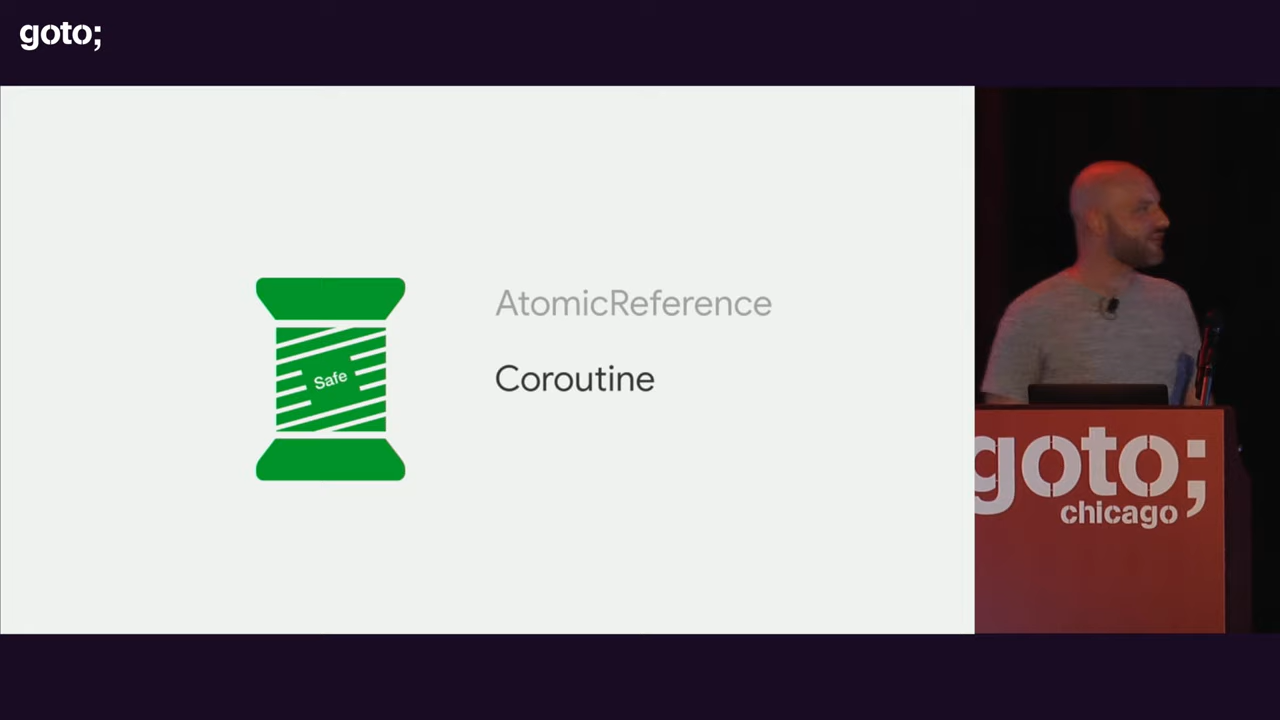 goto;
AtomicReference
Safe
Coroutine
goto;
chicago